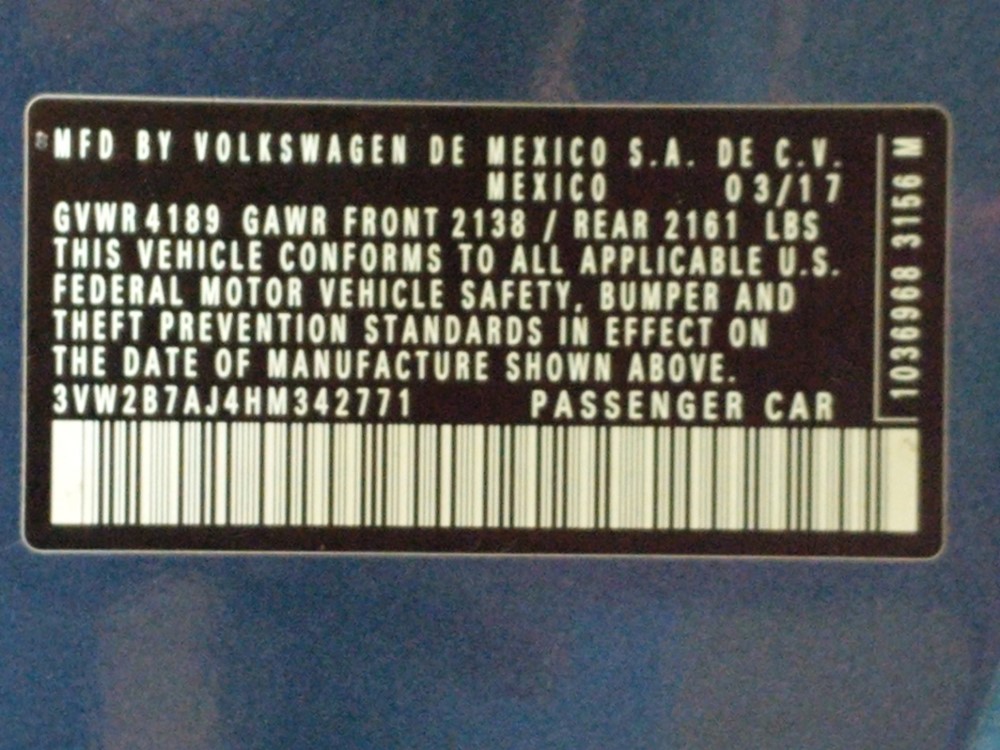 MFD BY VOLKSWAGEN DE MEXICO S.A. DE C.V.
MEXICO 03/17
GVWR 4189 GAWR FRONT 2138 / REAR 2161 LBS
THIS VEHICLE CONFORMS TO ALL APPLICABLE U.S.
FEDERAL MOTOR VEHICLE SAFETY, BUMPER AND
THEFT PREVENTION STANDARDS IN EFFECT ON
THE DATE OF MANUFACTURE SHOWN ABOVE.
3VW2B7AJ4HM342771 PASSENGER CAR
1036968 3156 M